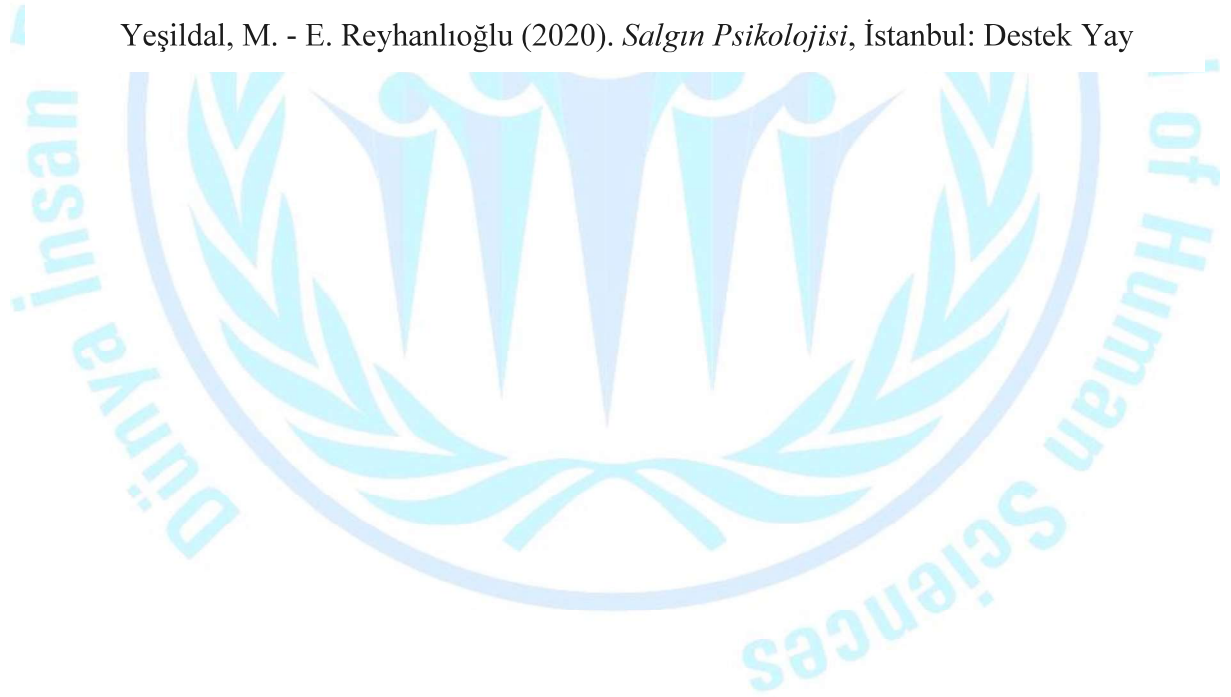 Yeşildal, M. - E. Reyhanlıoğlu (2020). Salgın Psikolojisi, İstanbul: Destek Yay
Dünya İnsan
of Human Sciences